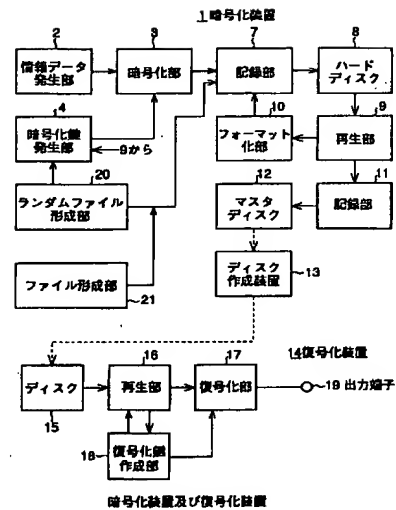 1 暗号化装置
2
情報データ
発生部
3
暗号化部
7
記録部
8
ハード
ディスク
4
暗号化鍵
発生部
9から
10
フォーマット
化部
9
再生部
20
ランダムファイル
形成部
12
マスタ
ディスク
11
記録部
ファイル形成部
21
ディスク
作成装置
13
14 復号化装置
ディスク
15
16
再生部
17
復号化部
19 出力端子
18
復号化鍵
作成部
暗号化装置及び復号化装置